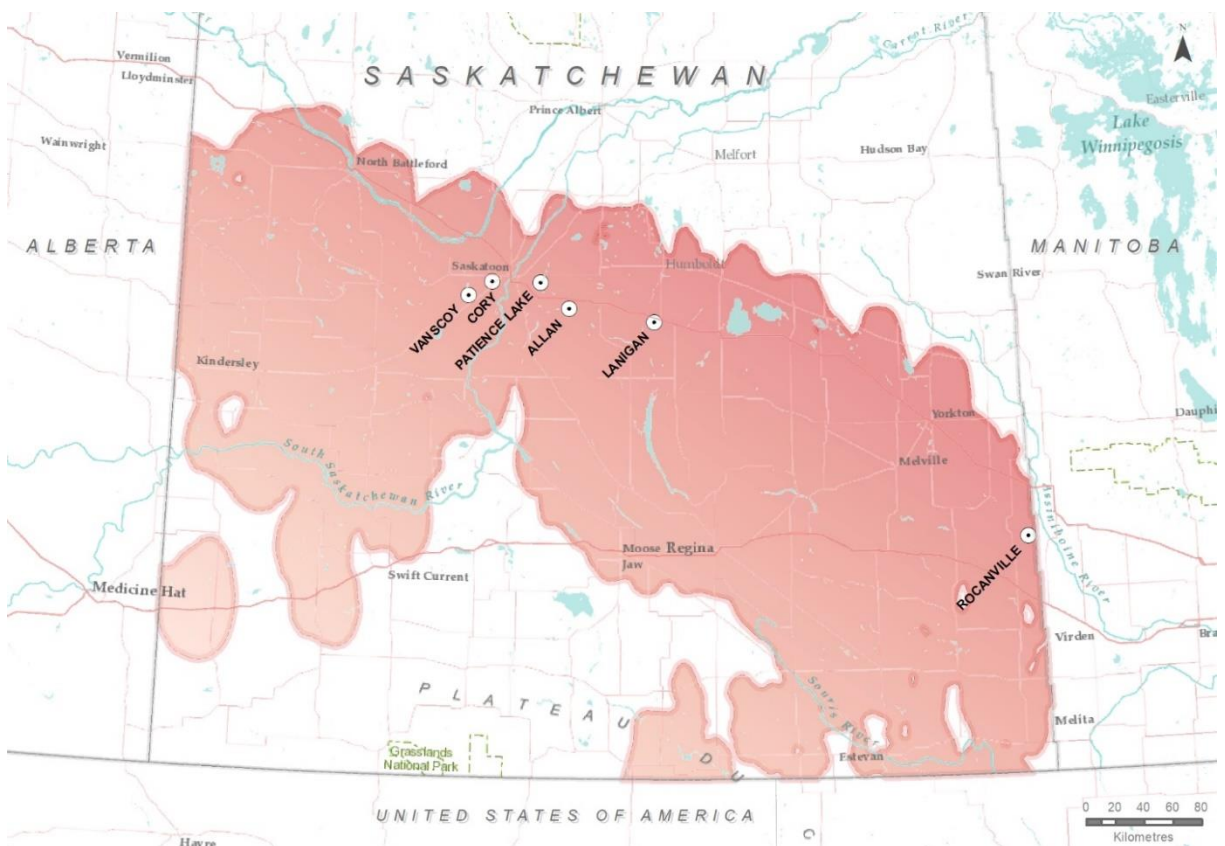 Carrot River
N
Vermilion
Lloydminster
SASKATCHEWAN
Prince Albert
Easterville
Lake
Winnipegosis
Wainwright
North Battleford
Melfort
Hudson Bay
ALBERTA
MANITOBA
Saskatoon
Humboldt
Swan River
VANSCOY
CORY
PATIENCE LAKE
ALLAN
LANIGAN
Kindersley
Yorkton
Dauphi
South Saskatchewan River
Melville
Assiniboine River
Moose
Jaw
Regina
Medicine Hat
Swift Current
ROCANVILLE
Virden
Bra
PLATEAU DU
C
Souris River
Melita
Grasslands
National Park
Estevan
UNITED STATES OF AMERICA
0 20 40 60 80
Kilometres
Havre